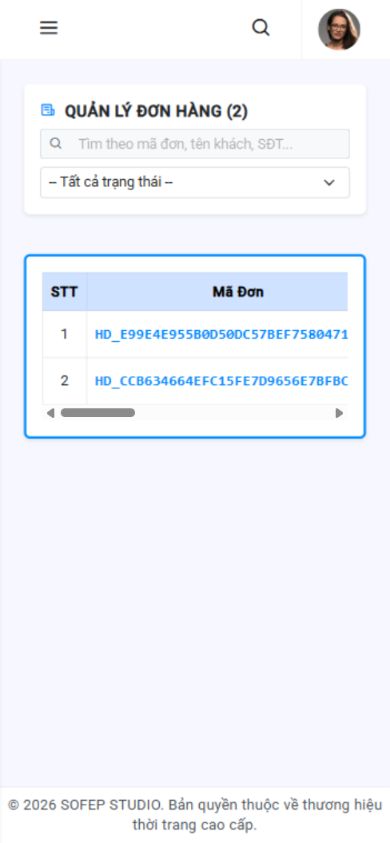 QUẢN LÝ ĐƠN HÀNG (2)
Tìm theo mã đơn, tên khách, SĐT...
-- Tất cả trạng thái --
STT Mã Đơn
1 HD_E99E4E955B0D50DC57BEF7580471
2 HD_CCB634664EFC15FE7D9656E7BFBC
© 2026 SOFEP STUDIO. Bản quyền thuộc về thương hiệu
thời trang cao cấp.